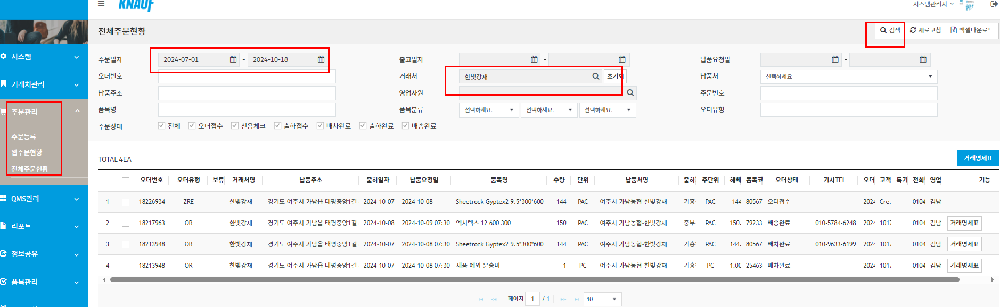 KNAUF
시스템관리자
전체주문현황
검색 새로고침 엑셀다운로드
시스템
거래처관리
주문관리
주문등록
웹주문현황
전체주문현황
QMS관리
리포트
정보공유
품목관리
주문일자 2024-07-01 - 2024-10-18 출고일자 - 납품요청일 -
오더번호 거래처 한빛강재 초기화 납품처 선택하세요
납품주소 영업사원 주문번호
품목명 품목분류 선택하세요. 선택하세요. 선택하세요. 오더유형
주문상태 전체 오더접수 신용체크 출하접수 배차완료 출하완료 배송완료
TOTAL 4EA 거래명세표
오더번호 오더유형 보류 거래처명 납품주소 출하일자 납품요청일 품목명 수량 단위 납품처명 출하 주단위 헤베 품목코 오더상태 기사TEL 오더 고객 특기 전화 영업 기능
1 18226934 ZRE 한빛강재 경기도 여주시 가남읍 태평중앙1길 2024-10-07 2024-10-08 Sheetrock Gyptex2 9.5*300*600 -144 PAC 여주시 가남농협-한빛강재 기흥 PAC -144 80567 오더접수 2024 Cre. 0104 김남
2 18217963 OR 한빛강재 경기도 여주시 가남읍 태평중앙1길 2024-10-08 2024-10-09 07:30 엑시텍스 12 600 300 150 PAC 여주시 가남농협-한빛강재 중부 PAC 150. 79233 배송완료 010-5784-6248 2024 1017 0104 김남 거래명세표
3 18213948 OR 한빛강재 경기도 여주시 가남읍 태평중앙1길 2024-10-07 2024-10-08 07:30 Sheetrock Gyptex2 9.5*300*600 144 PAC 여주시 가남농협-한빛강재 기흥 PAC 144. 80567 배차완료 010-9633-6199 2024 1017 0104 김남 거래명세표
4 18213948 OR 한빛강재 경기도 여주시 가남읍 태평중앙1길 2024-10-07 2024-10-08 07:30 제품 예외 운송비 1 PC 여주시 가남농협-한빛강재 기흥 PC 1.00 25463 배차완료 2024 1017 0104 김남 거래명세표
페이지 1 / 1 10